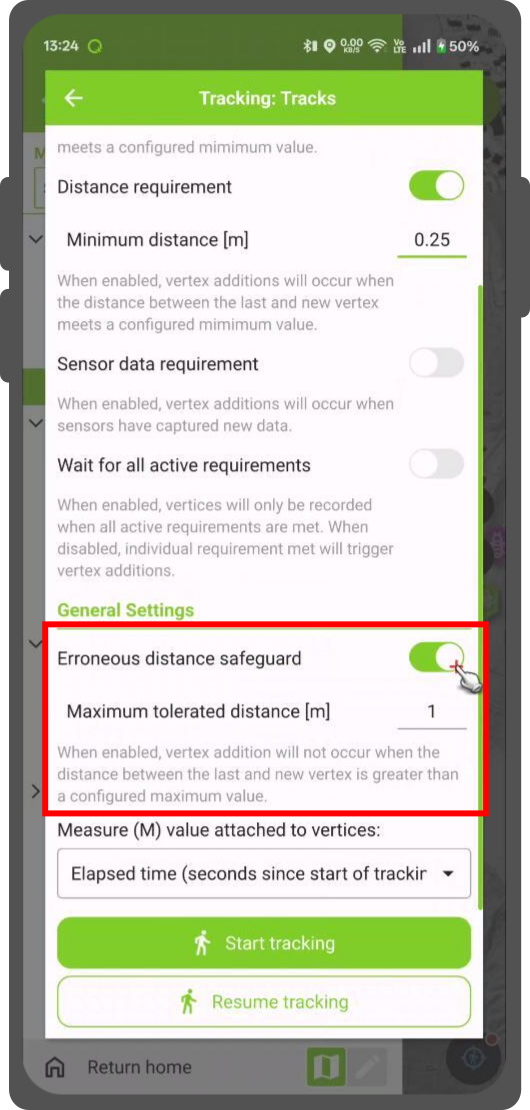 13:24
0.00 KB/S
Vo LTE
50%
Tracking: Tracks
M
meets a configured mimimum value.
Distance requirement
Minimum distance [m]
0.25
When enabled, vertex additions will occur when
the distance between the last and new vertex
meets a configured mimimum value.
Sensor data requirement
When enabled, vertex additions will occur when
sensors have captured new data.
Wait for all active requirements
When enabled, vertices will only be recorded
when all active requirements are met. When
disabled, individual requirement met will trigger
vertex additions.
General Settings
Erroneous distance safeguard
Maximum tolerated distance [m]
1
When enabled, vertex addition will not occur when the
distance between the last and new vertex is greater than
a configured maximum value.
Measure (M) value attached to vertices:
Elapsed time (seconds since start of trackir
Start tracking
Resume tracking
Return home